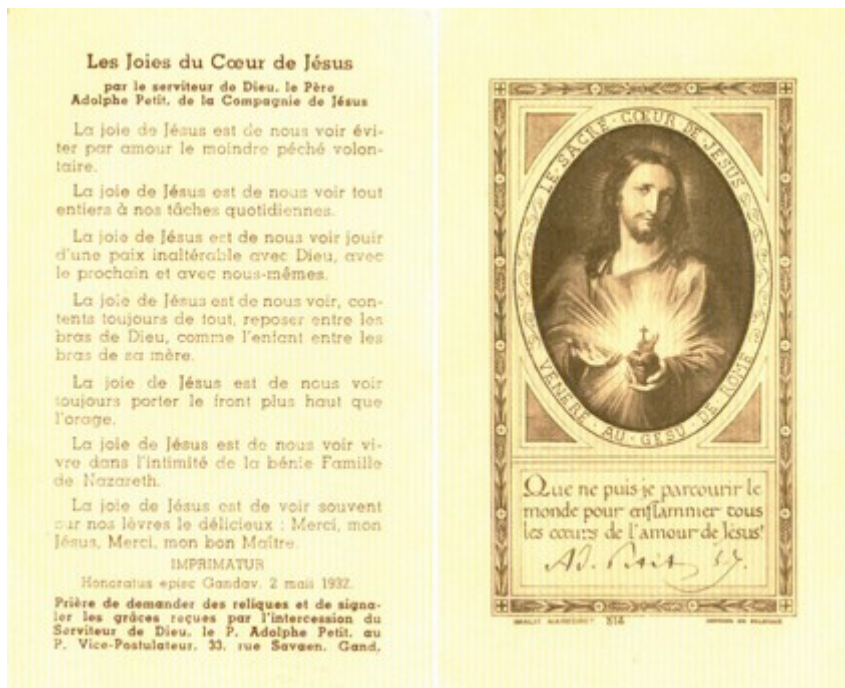 Les Joies du Cœur de Jésus
par le serviteur de Dieu, le Père
Adolphe Petit, de la Compagnie de Jésus
La joie de Jésus est de nous voir évi-
ter par amour le moindre péché volon-
taire.
La joie de Jésus est de nous voir tout
entiers à nos tâches quotidiennes.
La joie de Jésus est de nous voir jouir
d'une paix inaltérable avec Dieu, avec
le prochain et avec nous-mêmes.
La joie de Jésus est de nous voir, con-
tents toujours de tout, reposer entre les
bras de Dieu, comme l'enfant entre les
bras de sa mère.
La joie de Jésus est de nous voir
toujours porter le front plus haut que
l'orage.
La joie de Jésus est de nous voir vi-
vre dans l'intimité de la bénie Famille
de Nazareth.
La joie de Jésus est de voir souvent
sur nos lèvres le délicieux : Merci, mon
Jésus, Merci, mon bon Maître.
IMPRIMATUR
Honoratus episc Gandav. 2 maii 1932.
Prière de demander des reliques et de signa-
ler les grâces reçues par l'intercession du
Serviteur de Dieu, le P. Adolphe Petit, au
P. Vice-Postulateur, 33, rue Savaen, Gand.
LE SACRÉ CŒUR DE JESUS
VÉNÉRÉ AU GESU DE ROME
Que ne puis-je parcourir le
monde pour enflammer tous
les cœurs de l'amour de Jésus!
Ad. Petit s.j.
814